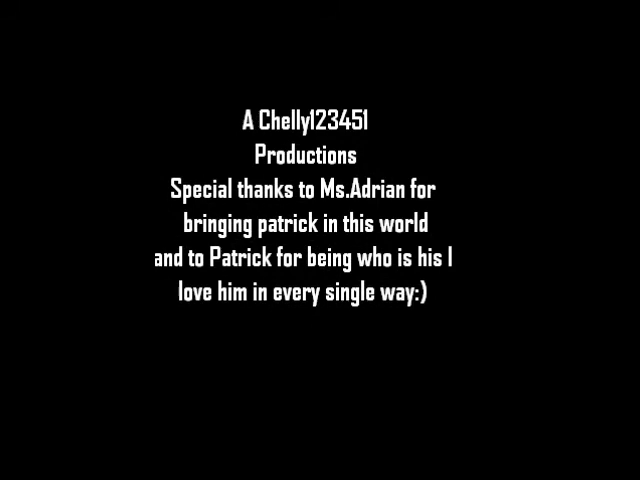 A Chelly123451
Productions
Special thanks to Ms.Adrian for
bringing patrick in this world
and to Patrick for being who is his I
love him in every single way:)